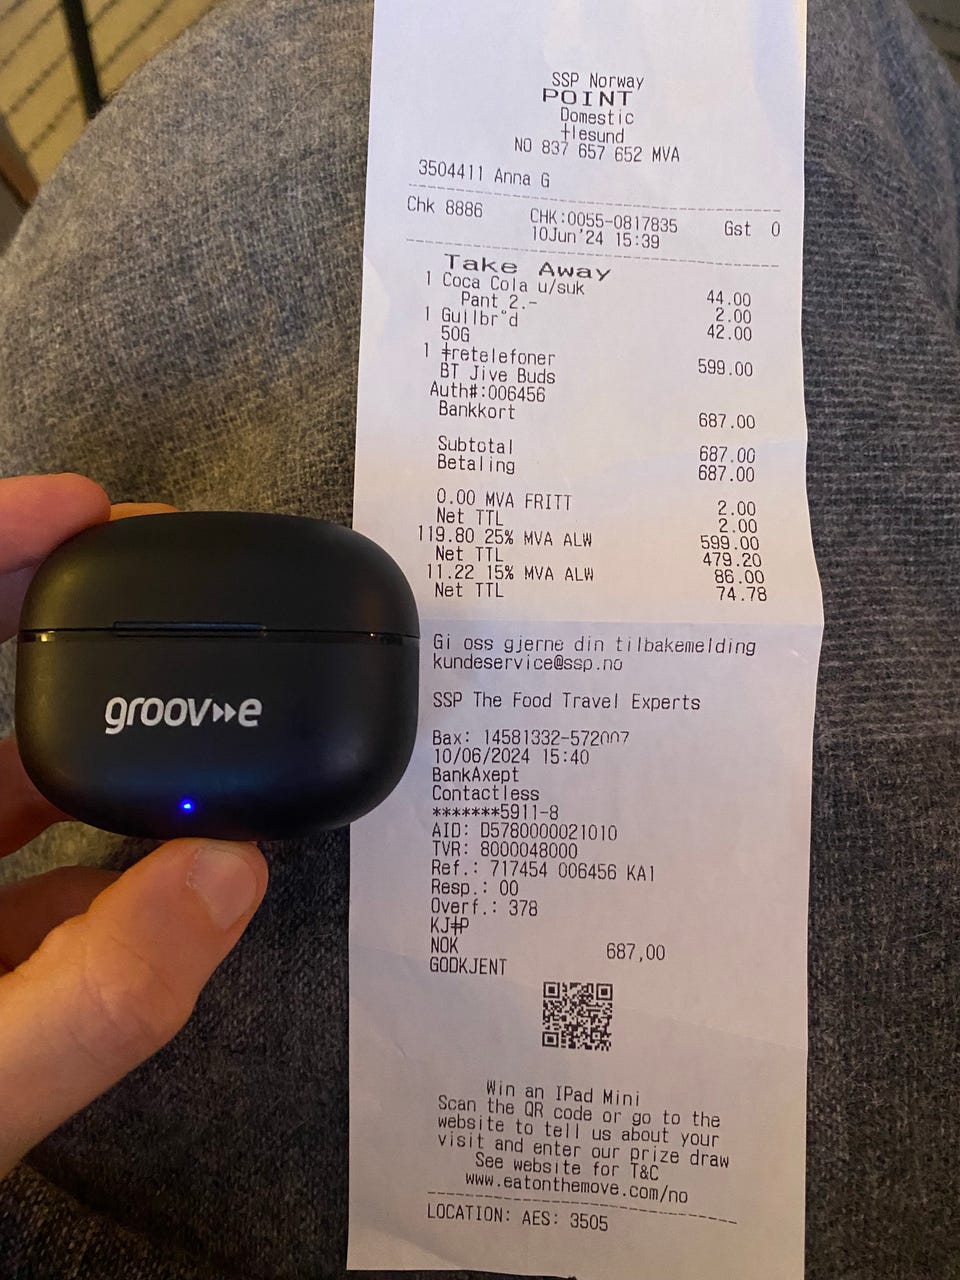 SSP Norway
POINT
Domestic
ǂlesund
NO 837 657 652 MVA
3504411 Anna G
Chk 8886 CHK:0055-0817835 Gst 0
10Jun'24 15:39
Take Away
1 Coca Cola u/suk 44.00
Pant 2.- 2.00
1 Gullbr°d 42.00
50G
1 ǂretelefoner 599.00
BT Jive Buds
Auth#:006456
Bankkort 687.00
Subtotal 687.00
Betaling 687.00
0.00 MVA FRITT 2.00
Net TTL 2.00
119.80 25% MVA ALW 599.00
Net TTL 479.20
11.22 15% MVA ALW 86.00
Net TTL 74.78
Gi oss gjerne din tilbakemelding
kundeservice@ssp.no
SSP The Food Travel Experts
Bax: 14581332-572007
10/06/2024 15:40
BankAxept
Contactless
*******5911-8
AID: D5780000021010
TVR: 8000048000
Ref.: 717454 006456 KA1
Resp.: 00
Overf.: 378
KJǂP
NOK 687,00
GODKJENT
Win an IPad Mini
Scan the QR code or go to the
website to tell us about your
visit and enter our prize draw
See website for T&C
www.eatonthemove.com/no
LOCATION: AES: 3505
groov▸▸e